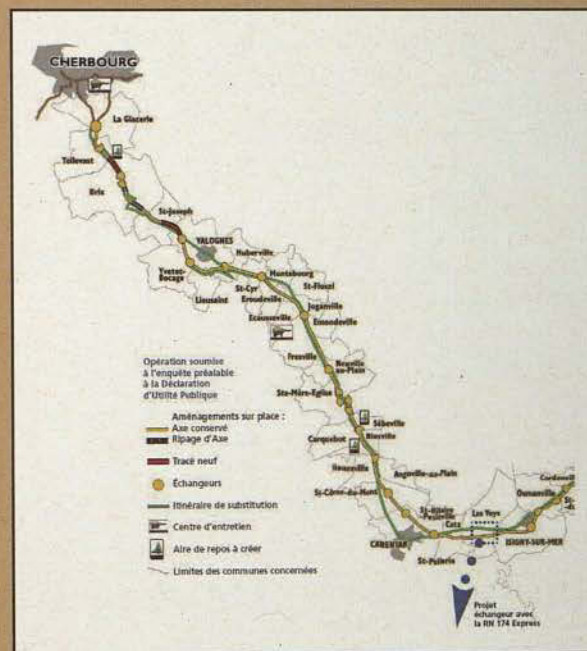 CHERBOURG
La Glacerie
Tollevast
Brix
St-Joseph
VALOGNES
Huberville
Yvetot-
Bocage
Montebourg
St-Cyr
St-Floxel
Lieusaint
Eroudeville
Joganville
Ecausseville
Emondeville
Fresville
Neuville
au-Plain
Ste-Mère-Eglise
Sébeville
Blosville
Carquebut
Houesville
Angoville-au-Plain
St-Côme-du-Mont
St-Hilaire
Petitville
Catz
Les Veys
Osmanville
CARENTAN
ISIGNY-SUR-MER
St-Pellerin
Projet
échangeur avec
la RN 174 Express
Opération soumise
à l'enquête préalable
à la Déclaration
d'Utilité Publique
Aménagements sur place :
Axe conservé
Ripage d'Axe
Tracé neuf
Échangeurs
Itinéraire de substitution
Centre d'entretien
Aire de repos à créer
Limites des communes concernées